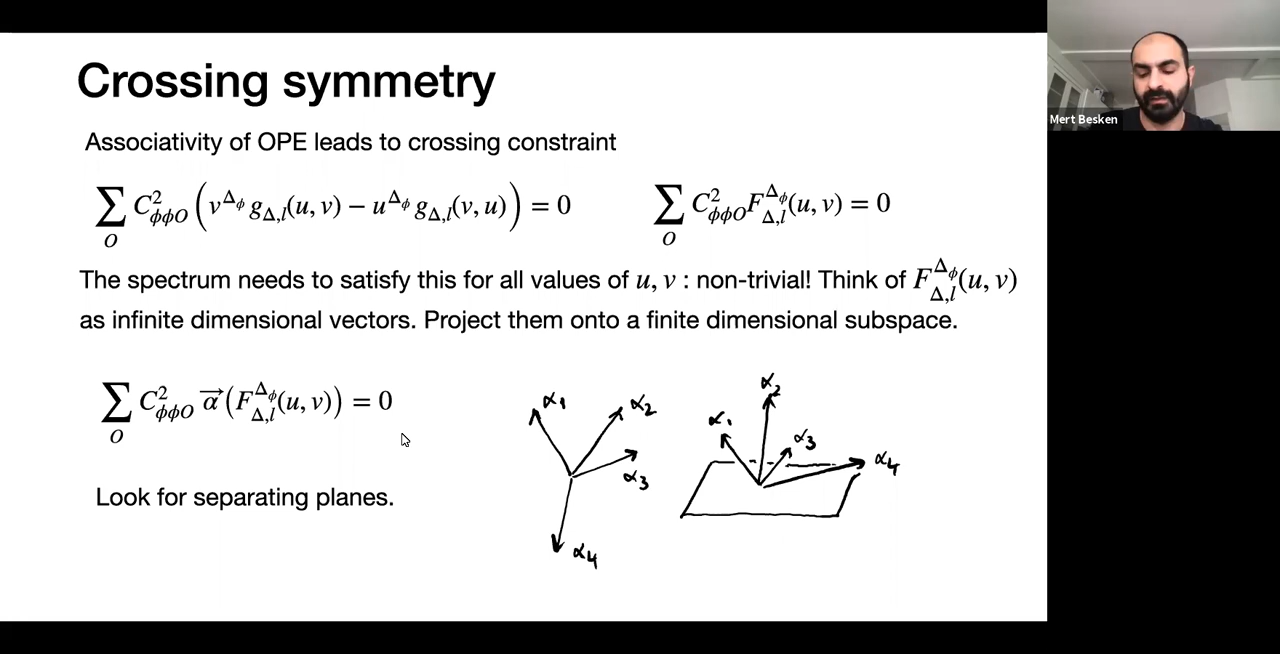 Crossing symmetry
Mert Besken
Associativity of OPE leads to crossing constraint
∑_O C²_{ϕϕO} ( v^{Δ_ϕ} g_{Δ,l}(u, v) − u^{Δ_ϕ} g_{Δ,l}(v, u) ) = 0
∑_O C²_{ϕϕO} F^{Δ_ϕ}_{Δ,l}(u, v) = 0
The spectrum needs to satisfy this for all values of u, v : non-trivial! Think of F^{Δ_ϕ}_{Δ,l}(u, v)
as infinite dimensional vectors. Project them onto a finite dimensional subspace.
∑_O C²_{ϕϕO} α⃗ ( F^{Δ_ϕ}_{Δ,l}(u, v) ) = 0
α₁
α₂
α₃
α₄
α₁
α₂
α₃
α₄
Look for separating planes.